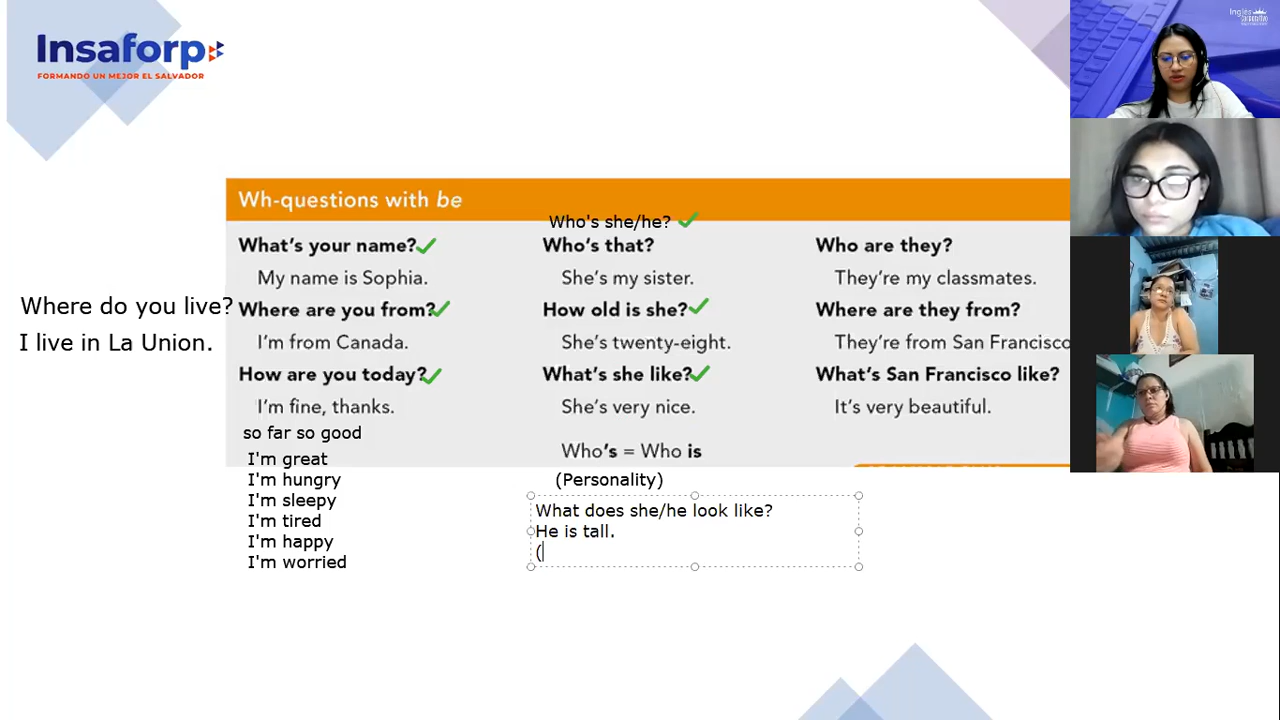 Insaforp
FORMANDO UN MEJOR EL SALVADOR
Inglés
Wh-questions with be
Who's she/he?
What's your name?
My name is Sophia.
Where are you from?
I'm from Canada.
How are you today?
I'm fine, thanks.
so far so good
I'm great
I'm hungry
I'm sleepy
I'm tired
I'm happy
I'm worried
Where do you live?
I live in La Union.
Who's that?
She's my sister.
How old is she?
She's twenty-eight.
What's she like?
She's very nice.
Who's = Who is
(Personality)
What does she/he look like?
He is tall.
(
Who are they?
They're my classmates.
Where are they from?
They're from San Francisco
What's San Francisco like?
It's very beautiful.